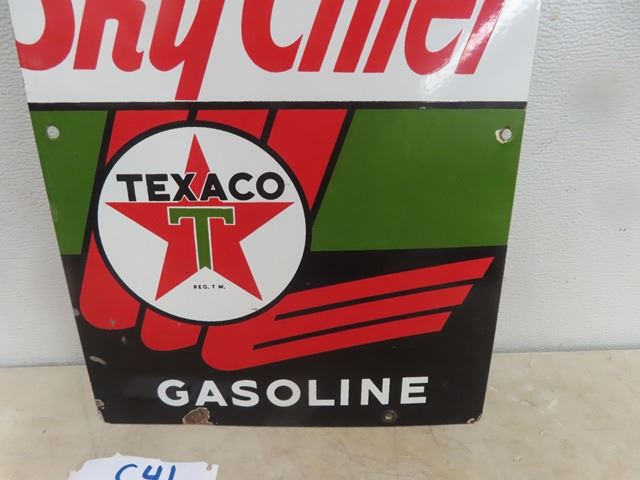 Sky Chief
TEXACO
T
REG. T. M.
GASOLINE
C41